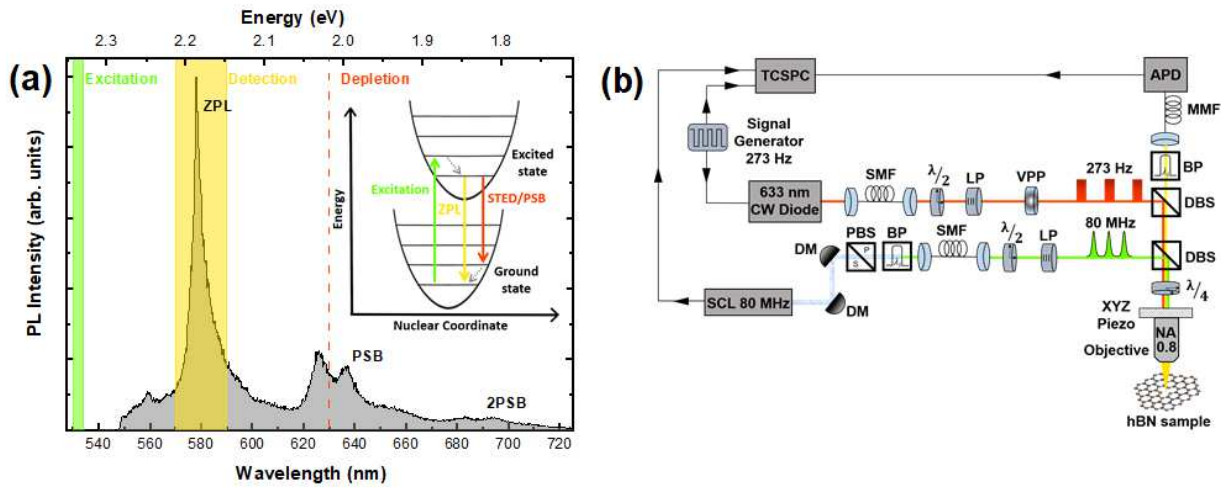 Energy (eV)
2.3 2.2 2.1 2.0 1.9 1.8
(a)
Excitation
Detection
Depletion
ZPL
PSB
2PSB
PL Intensity (arb. units)
540 560 580 600 620 640 660 680 700 720
Wavelength (nm)
Energy
Excited
state
Excitation
ZPL
STED/PSB
Ground
state
Nuclear Coordinate
(b)
TCSPC
APD
MMF
Signal
Generator
273 Hz
BP
633 nm
CW Diode
SMF
λ/2
LP
VPP
273 Hz
DBS
PBS
P
S
BP
SMF
λ/2
LP
80 MHz
DBS
DM
DM
SCL 80 MHz
λ/4
XYZ
Piezo
Objective
NA
0.8
hBN sample